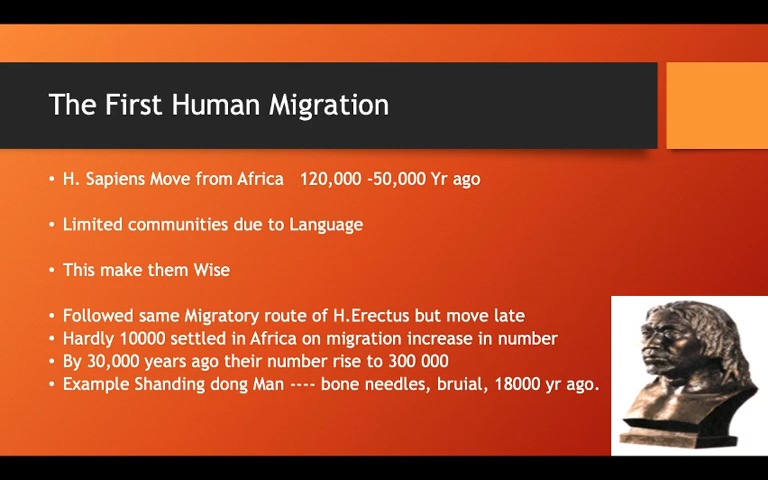 The First Human Migration
• H. Sapiens Move from Africa 120,000 -50,000 Yr ago
• Limited communities due to Language
• This make them Wise
• Followed same Migratory route of H.Erectus but move late
• Hardly 10000 settled in Africa on migration increase in number
• By 30,000 years ago their number rise to 300 000
• Example Shanding dong Man ---- bone needles, bruial, 18000 yr ago.